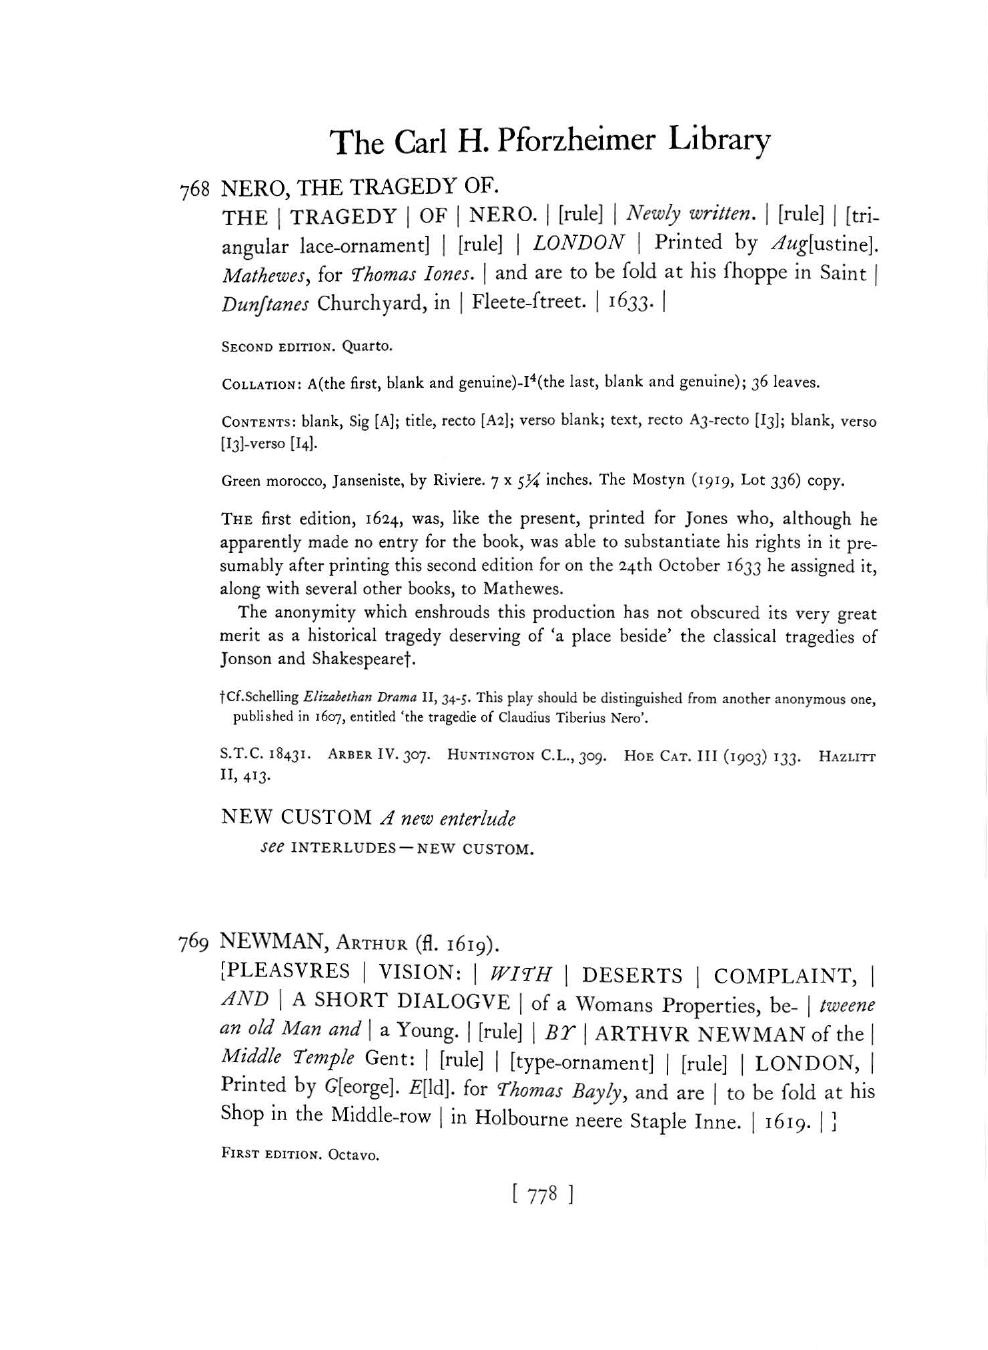 The Carl H. Pforzheimer Library
768 NERO, THE TRAGEDY OF.
THE | TRAGEDY | OF | NERO. | [rule] | Newly written. | [rule] | [tri-
angular lace-ornament] | [rule] | LONDON | Printed by Aug[ustine].
Mathewes, for Thomas Iones. | and are to be ſold at his ſhoppe in Saint |
Dunſtanes Churchyard, in | Fleete-ſtreet. | 1633. |
SECOND EDITION. Quarto.
COLLATION: A(the first, blank and genuine)-I⁴(the last, blank and genuine); 36 leaves.
CONTENTS: blank, Sig [A]; title, recto [A2]; verso blank; text, recto A3-recto [I3]; blank, verso
[I3]-verso [I4].
Green morocco, Janseniste, by Riviere. 7 x 5¼ inches. The Mostyn (1919, Lot 336) copy.
THE first edition, 1624, was, like the present, printed for Jones who, although he
apparently made no entry for the book, was able to substantiate his rights in it pre-
sumably after printing this second edition for on the 24th October 1633 he assigned it,
along with several other books, to Mathewes.
The anonymity which enshrouds this production has not obscured its very great
merit as a historical tragedy deserving of ‘a place beside’ the classical tragedies of
Jonson and Shakespeare†.
†Cf.Schelling Elizabethan Drama II, 34-5. This play should be distinguished from another anonymous one,
published in 1607, entitled ‘the tragedie of Claudius Tiberius Nero’.
S.T.C. 18431. ARBER IV. 307. HUNTINGTON C.L., 309. HOE CAT. III (1903) 133. HAZLITT
II, 413.
NEW CUSTOM A new enterlude
see INTERLUDES—NEW CUSTOM.
769 NEWMAN, ARTHUR (fl. 1619).
[PLEASVRES | VISION: | WITH | DESERTS | COMPLAINT, |
AND | A SHORT DIALOGVE | of a Womans Properties, be- | tweene
an old Man and | a Young. | [rule] | BY | ARTHVR NEWMAN of the |
Middle Temple Gent: | [rule] | [type-ornament] | [rule] | LONDON, |
Printed by G[eorge]. E[ld]. for Thomas Bayly, and are | to be ſold at his
Shop in the Middle-row | in Holbourne neere Staple Inne. | 1619. | ]
FIRST EDITION. Octavo.
[ 778 ]